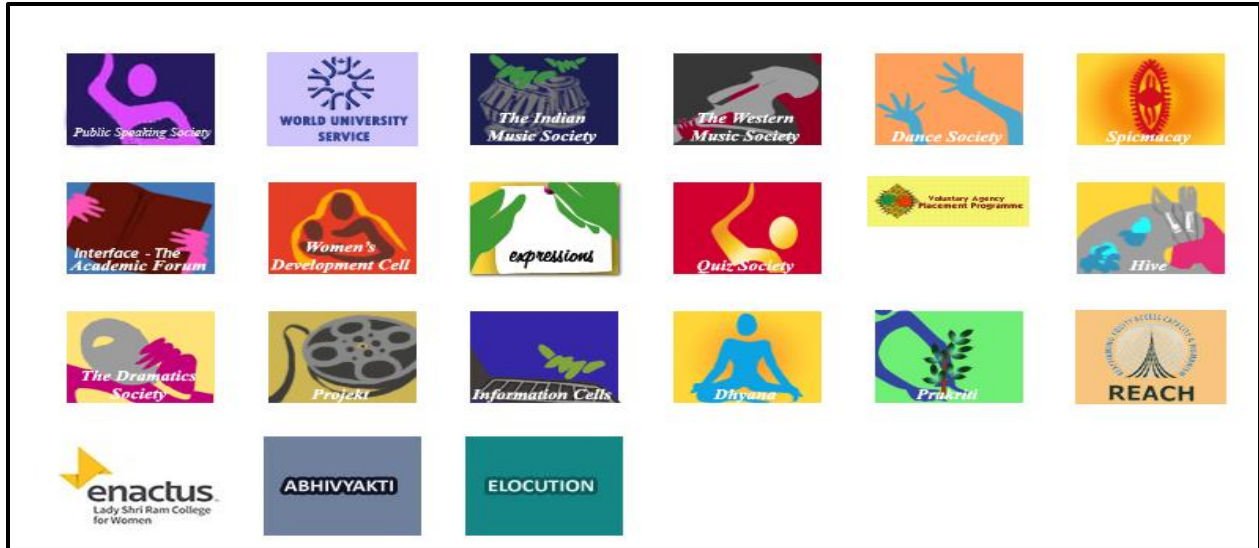 Public Speaking Society
WORLD UNIVERSITY
SERVICE
The Indian
Music Society
The Western
Music Society
Dance Society
Spicmacay
Interface - The
Academic Forum
Women's
Development Cell
expressions
Quiz Society
Voluntary Agency
Placement Programme
Hive
The Dramatics
Society
Projekt
Information Cells
Dhyana
Prakriti
REACH
enactus
Lady Shri Ram College
for Women
ABHIVYAKTI
ELOCUTION